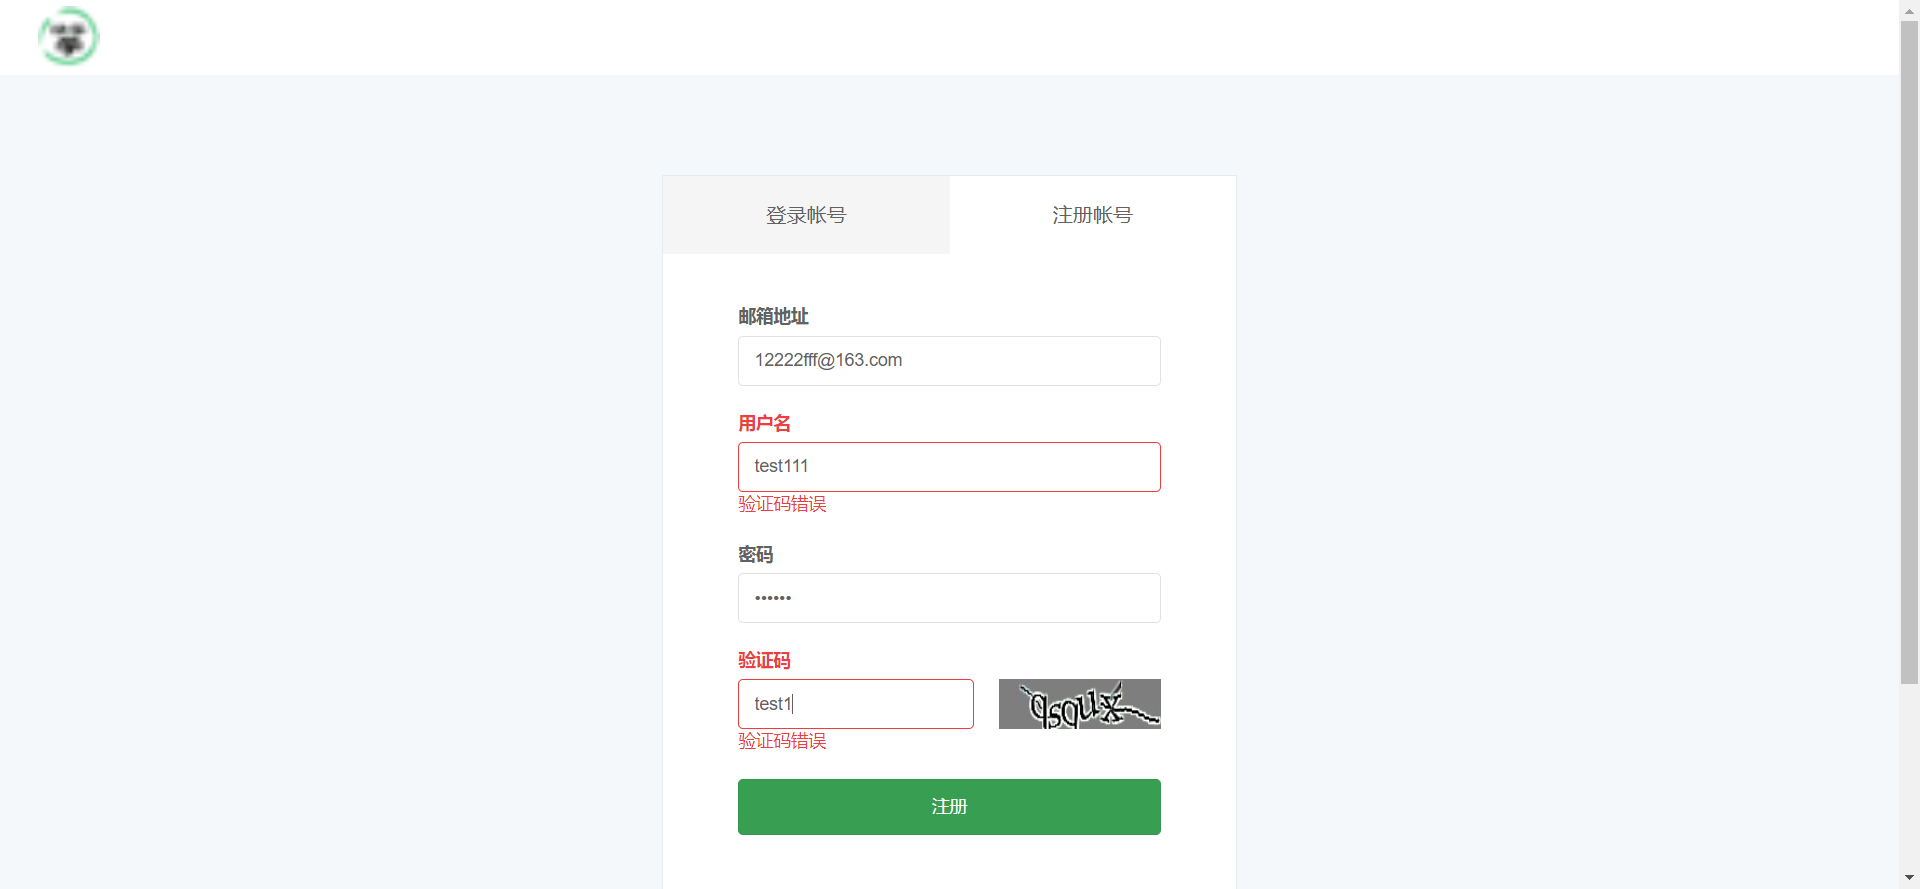 登录帐号
注册帐号
邮箱地址
12222fff@163.com
用户名
test111
验证码错误
密码
••••••
验证码
test1
qsqux
验证码错误
注册